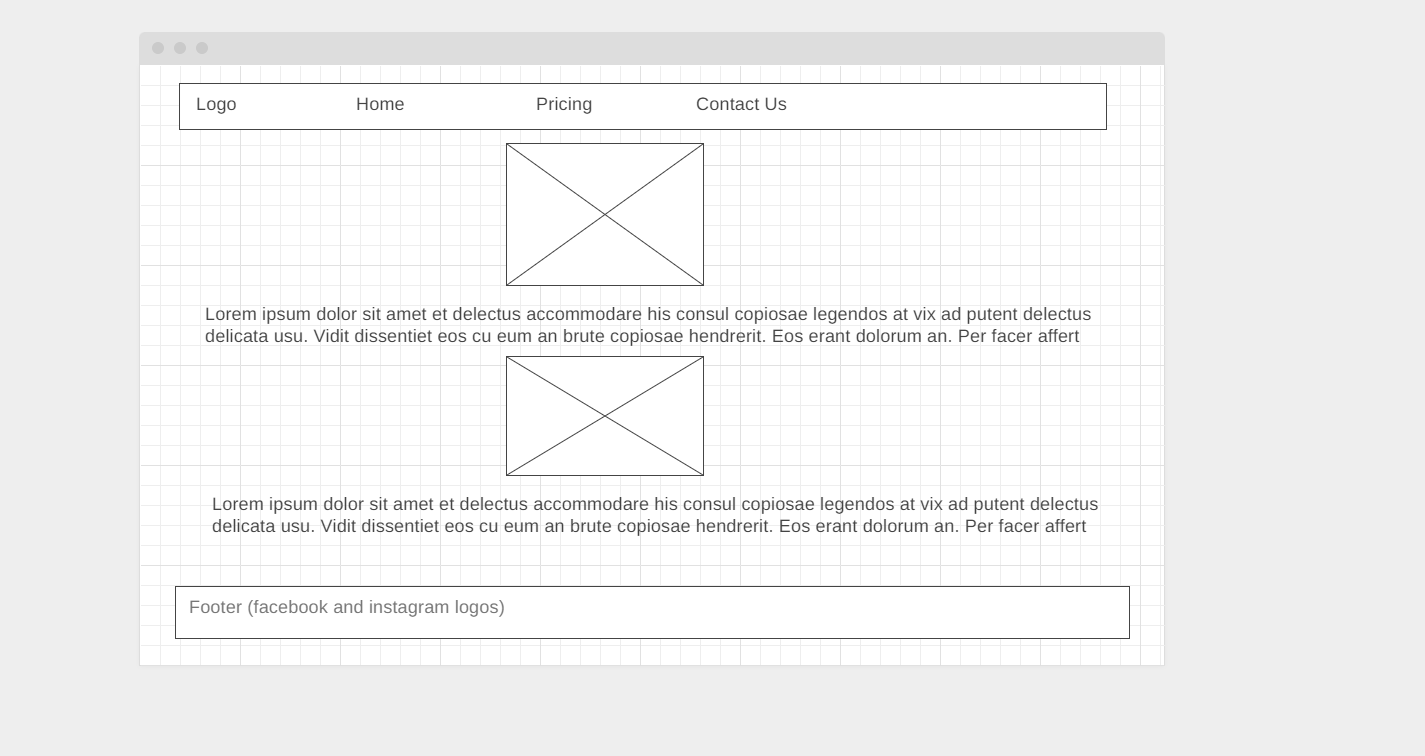 Logo Home Pricing Contact Us
Lorem ipsum dolor sit amet et delectus accommodare his consul copiosae legendos at vix ad putent delectus
delicata usu. Vidit dissentiet eos cu eum an brute copiosae hendrerit. Eos erant dolorum an. Per facer affert
Lorem ipsum dolor sit amet et delectus accommodare his consul copiosae legendos at vix ad putent delectus
delicata usu. Vidit dissentiet eos cu eum an brute copiosae hendrerit. Eos erant dolorum an. Per facer affert
Footer (facebook and instagram logos)